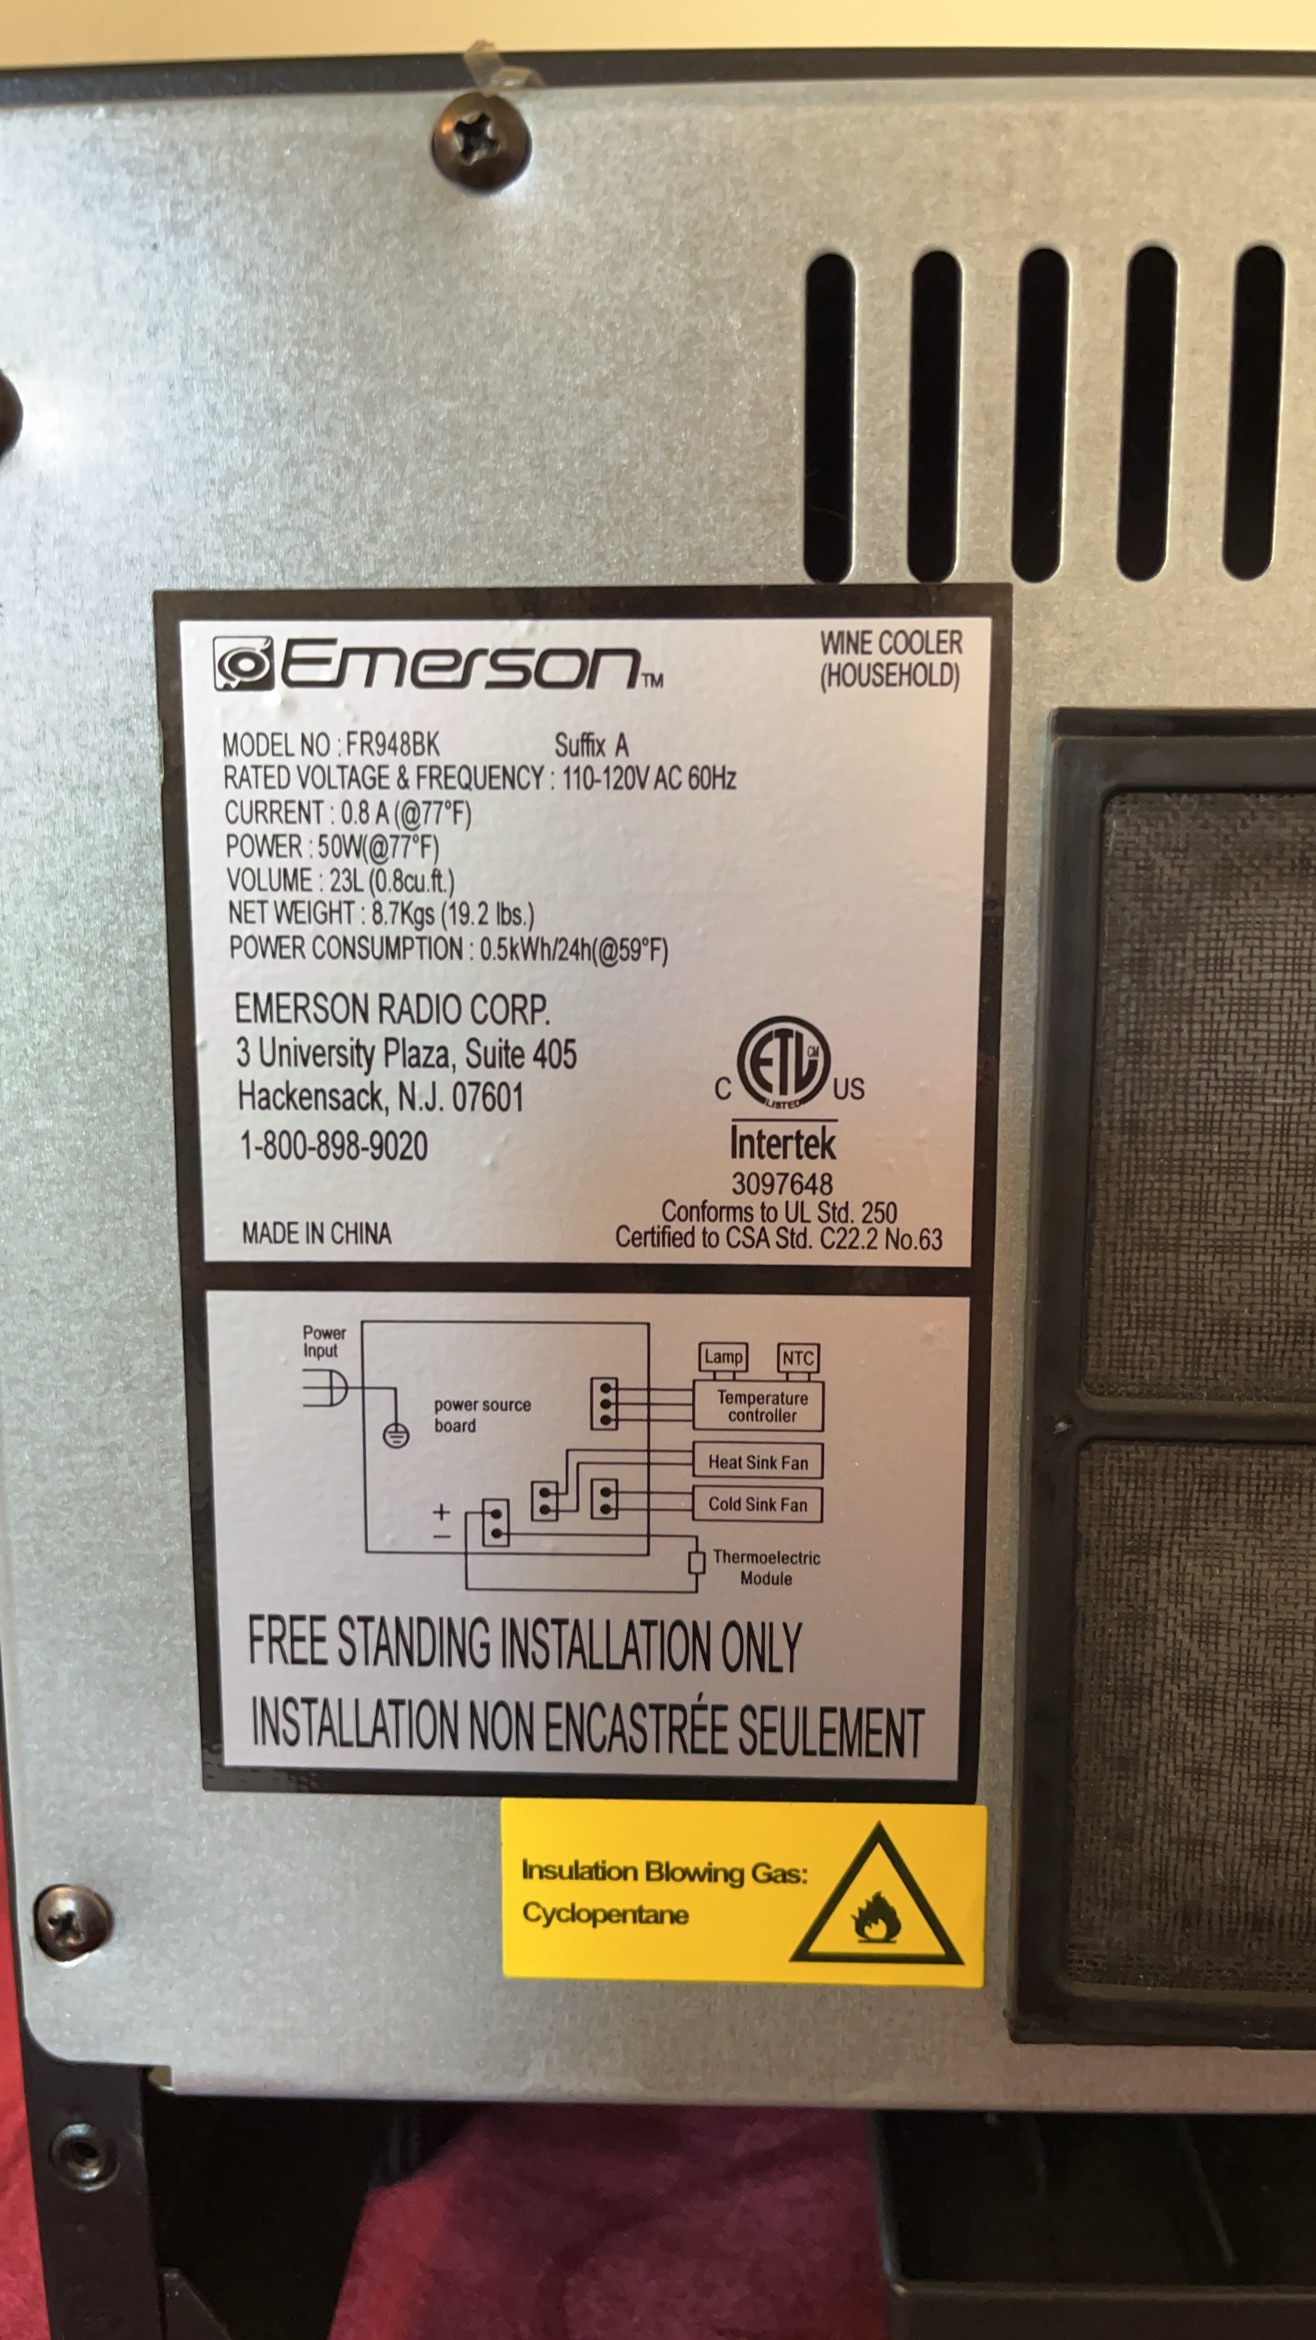 Emerson™
WINE COOLER
(HOUSEHOLD)
MODEL NO : FR948BK Suffix A
RATED VOLTAGE & FREQUENCY : 110-120V AC 60Hz
CURRENT : 0.8 A (@77°F)
POWER : 50W(@77°F)
VOLUME : 23L (0.8cu.ft.)
NET WEIGHT : 8.7Kgs (19.2 lbs.)
POWER CONSUMPTION : 0.5kWh/24h(@59°F)
EMERSON RADIO CORP.
3 University Plaza, Suite 405
Hackensack, N.J. 07601
1-800-898-9020
MADE IN CHINA
C ETL CM US
LISTED
Intertek
3097648
Conforms to UL Std. 250
Certified to CSA Std. C22.2 No.63
Power
Input
power source
board
+
−
Lamp NTC
Temperature
controller
Heat Sink Fan
Cold Sink Fan
Thermoelectric
Module
FREE STANDING INSTALLATION ONLY
INSTALLATION NON ENCASTRÉE SEULEMENT
Insulation Blowing Gas:
Cyclopentane